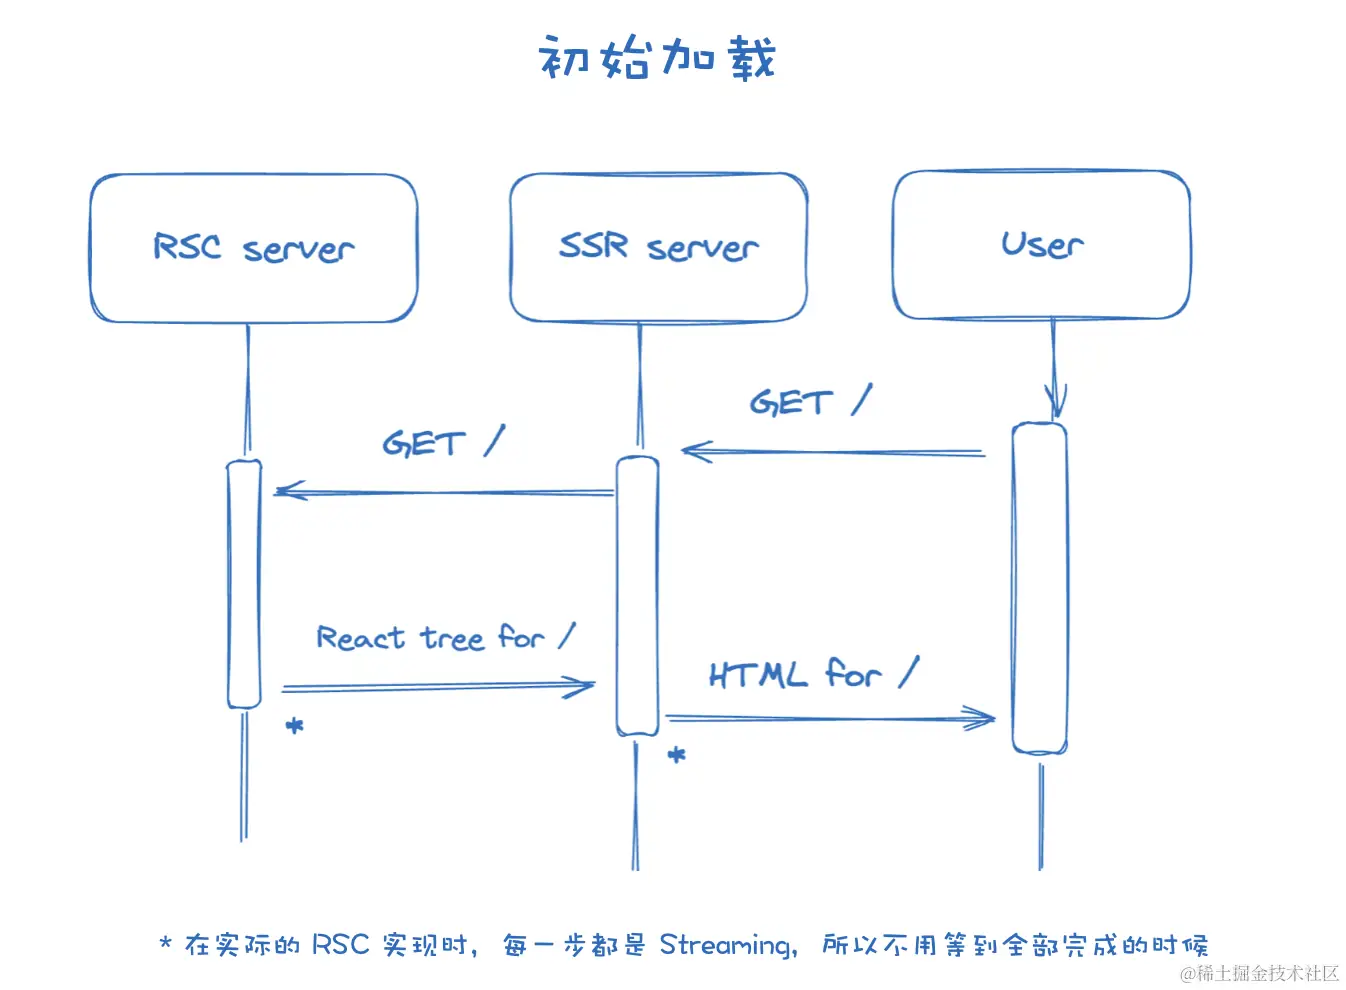 初始加载
RSC server
SSR server
User
GET /
GET /
React tree for /
*
HTML for /
*
* 在实际的 RSC 实现时，每一步都是 Streaming，所以不用等到全部完成的时候
@稀土掘金技术社区